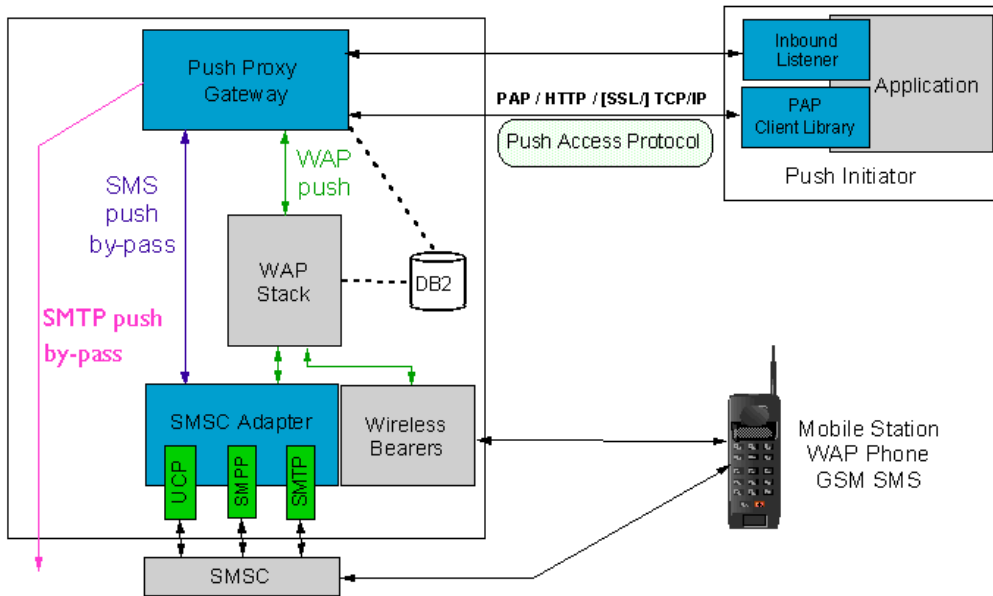 Push Proxy
Gateway
Inbound
Listener
Application
PAP
Client Library
Push Initiator
PAP / HTTP / [SSL/] TCP/IP
Push Access Protocol
WAP
push
SMS
push
by-pass
WAP
Stack
DB2
SMTP push
by-pass
SMSC Adapter
Wireless
Bearers
UCP
SMPP
SMTP
SMSC
Mobile Station
WAP Phone
GSM SMS